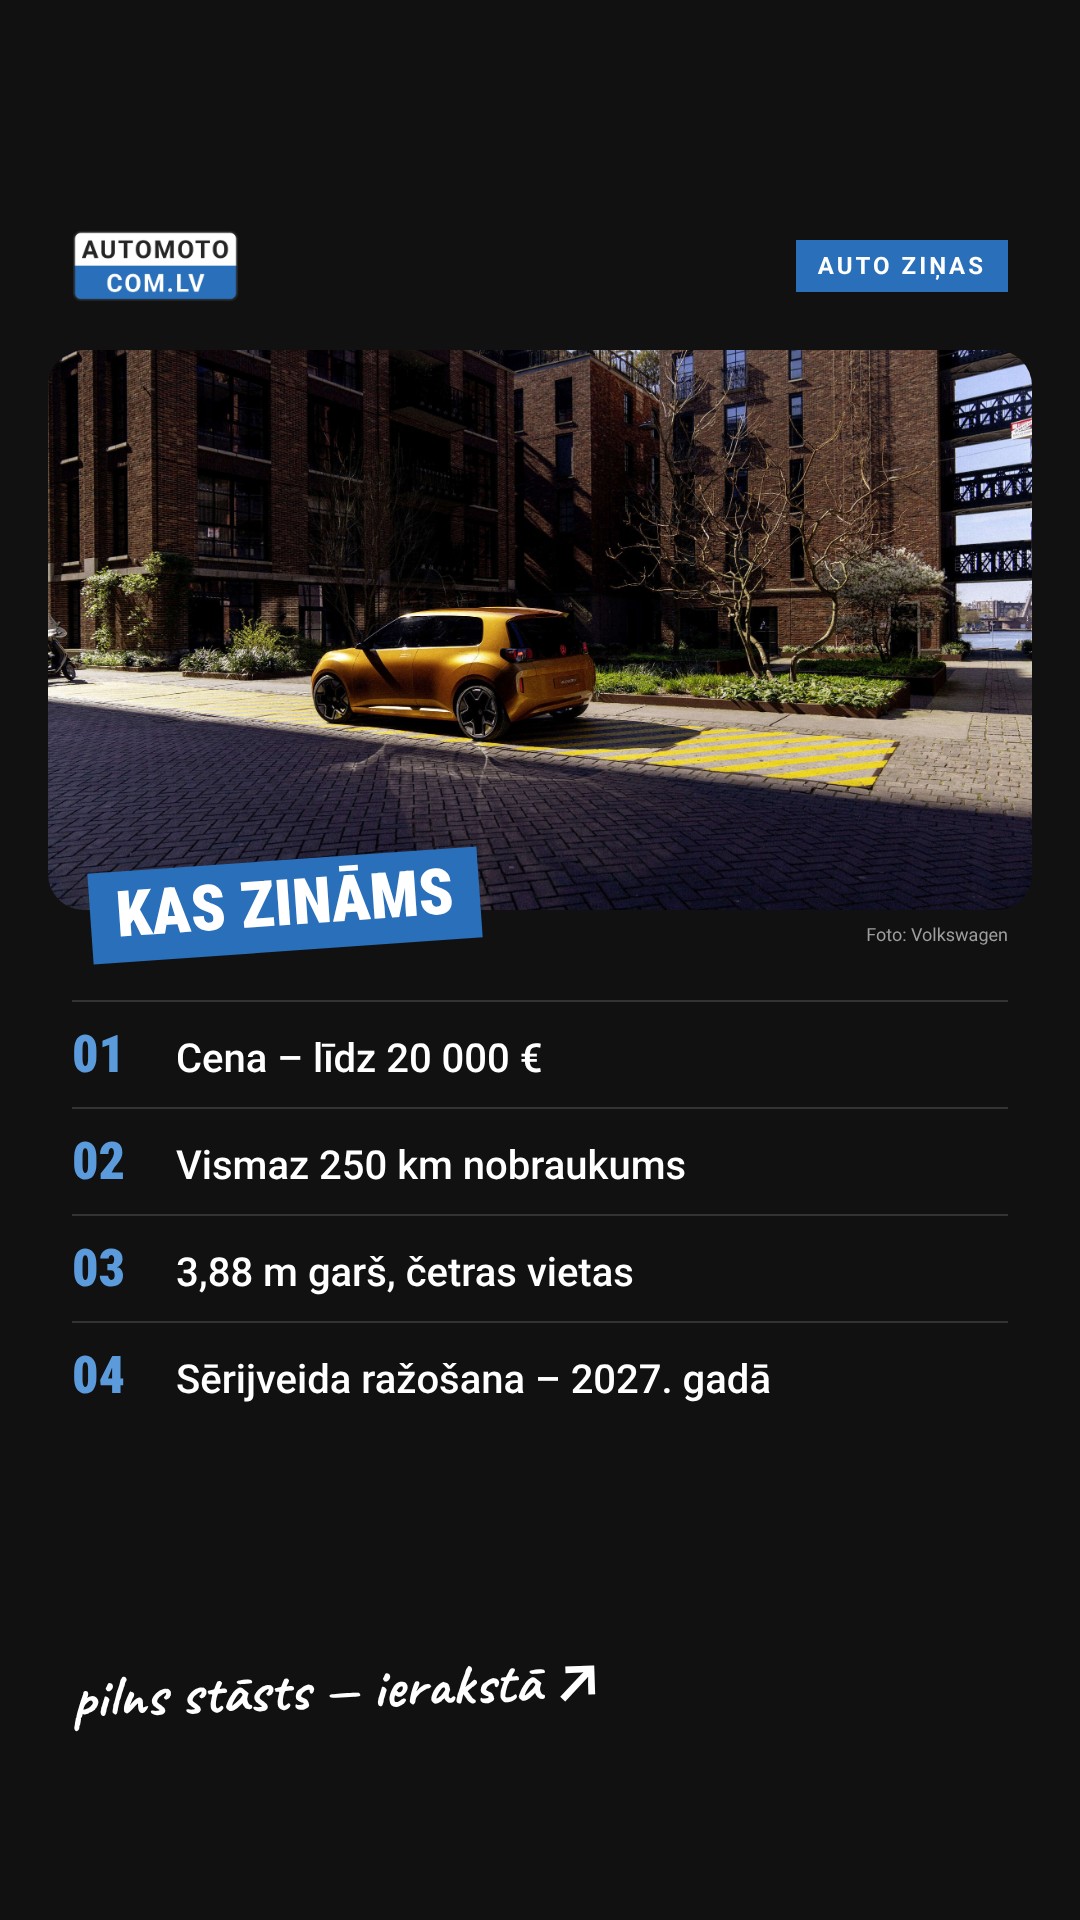 AUTOMOTO
COM.LV
AUTO ZIŅAS
KAS ZINĀMS
Foto: Volkswagen
01 Cena – līdz 20 000 €
02 Vismaz 250 km nobraukums
03 3,88 m garš, četras vietas
04 Sērijveida ražošana – 2027. gadā
pilns stāsts – ierakstā ↗